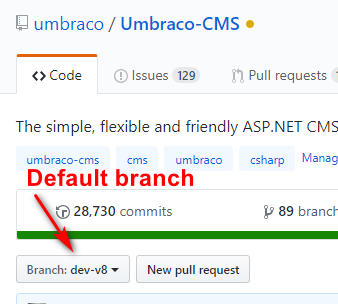 umbraco / Umbraco-CMS
Code Issues 129 Pull requests
The simple, flexible and friendly ASP.NET CMS
umbraco-cms cms umbraco csharp Manag
Default branch
28,730 commits 89 branch
Branch: dev-v8 New pull request